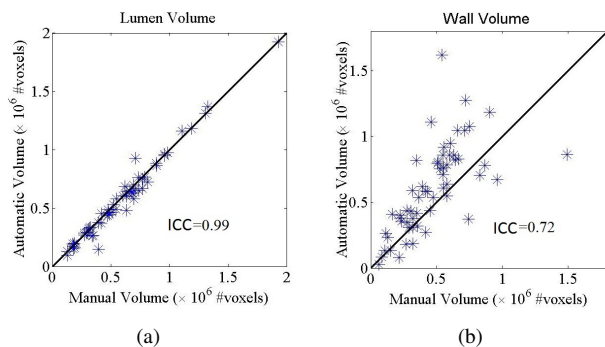 Lumen Volume
2
1.5
1
0.5
0
Automatic Volume (× 10⁶ #voxels)
ICC=0.99
0 0.5 1 1.5 2
Manual Volume (× 10⁶ #voxels)
(a)
Wall Volume
1.5
1
0.5
0
Automatic Volume (× 10⁶ #voxels)
ICC=0.72
0 0.5 1 1.5
Manual Volume (× 10⁶ #voxels)
(b)